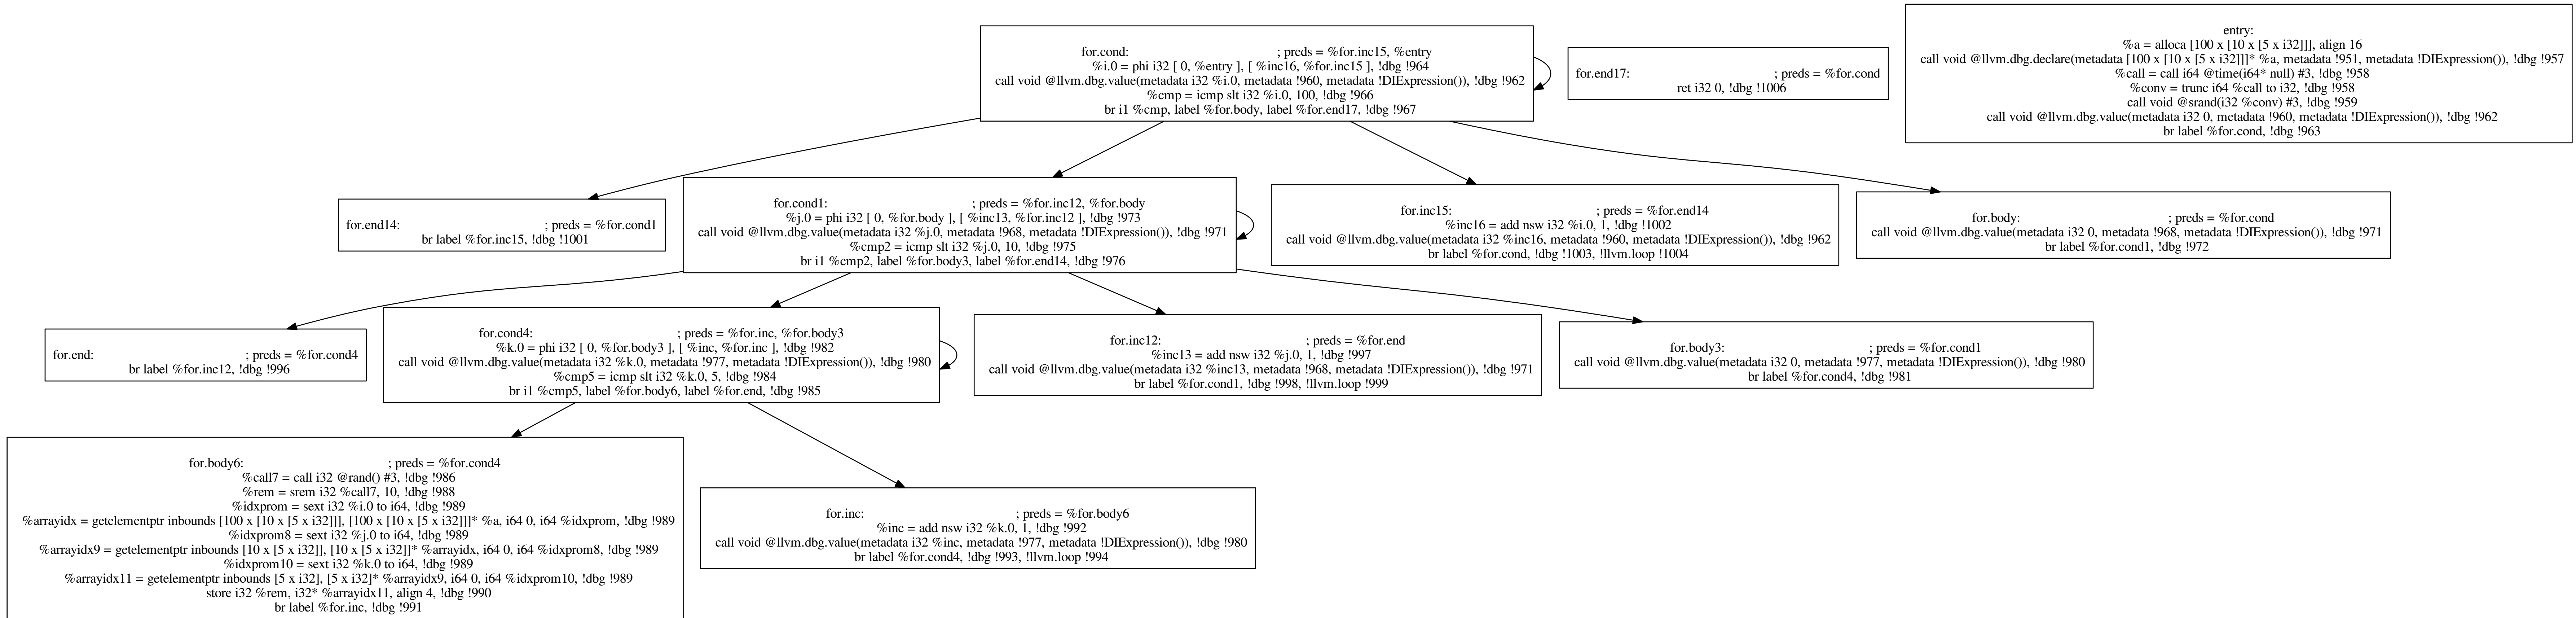 for.cond: ; preds = %for.inc15, %entry
%i.0 = phi i32 [ 0, %entry ], [ %inc16, %for.inc15 ], !dbg !964
call void @llvm.dbg.value(metadata i32 %i.0, metadata !960, metadata !DIExpression()), !dbg !962
%cmp = icmp slt i32 %i.0, 100, !dbg !966
br i1 %cmp, label %for.body, label %for.end17, !dbg !967
for.end17: ; preds = %for.cond
ret i32 0, !dbg !1006
entry:
%a = alloca [100 x [10 x [5 x i32]]], align 16
call void @llvm.dbg.declare(metadata [100 x [10 x [5 x i32]]]* %a, metadata !951, metadata !DIExpression()), !dbg !957
%call = call i64 @time(i64* null) #3, !dbg !958
%conv = trunc i64 %call to i32, !dbg !958
call void @srand(i32 %conv) #3, !dbg !959
call void @llvm.dbg.value(metadata i32 0, metadata !960, metadata !DIExpression()), !dbg !962
br label %for.cond, !dbg !963
for.end14: ; preds = %for.cond1
br label %for.inc15, !dbg !1001
for.cond1: ; preds = %for.inc12, %for.body
%j.0 = phi i32 [ 0, %for.body ], [ %inc13, %for.inc12 ], !dbg !973
call void @llvm.dbg.value(metadata i32 %j.0, metadata !968, metadata !DIExpression()), !dbg !971
%cmp2 = icmp slt i32 %j.0, 10, !dbg !975
br i1 %cmp2, label %for.body3, label %for.end14, !dbg !976
for.inc15: ; preds = %for.end14
%inc16 = add nsw i32 %i.0, 1, !dbg !1002
call void @llvm.dbg.value(metadata i32 %inc16, metadata !960, metadata !DIExpression()), !dbg !962
br label %for.cond, !dbg !1003, !llvm.loop !1004
for.body: ; preds = %for.cond
call void @llvm.dbg.value(metadata i32 0, metadata !968, metadata !DIExpression()), !dbg !971
br label %for.cond1, !dbg !972
for.end: ; preds = %for.cond4
br label %for.inc12, !dbg !996
for.cond4: ; preds = %for.inc, %for.body3
%k.0 = phi i32 [ 0, %for.body3 ], [ %inc, %for.inc ], !dbg !982
call void @llvm.dbg.value(metadata i32 %k.0, metadata !977, metadata !DIExpression()), !dbg !980
%cmp5 = icmp slt i32 %k.0, 5, !dbg !984
br i1 %cmp5, label %for.body6, label %for.end, !dbg !985
for.inc12: ; preds = %for.end
%inc13 = add nsw i32 %j.0, 1, !dbg !997
call void @llvm.dbg.value(metadata i32 %inc13, metadata !968, metadata !DIExpression()), !dbg !971
br label %for.cond1, !dbg !998, !llvm.loop !999
for.body3: ; preds = %for.cond1
call void @llvm.dbg.value(metadata i32 0, metadata !977, metadata !DIExpression()), !dbg !980
br label %for.cond4, !dbg !981
for.body6: ; preds = %for.cond4
%call7 = call i32 @rand() #3, !dbg !986
%rem = srem i32 %call7, 10, !dbg !988
%idxprom = sext i32 %i.0 to i64, !dbg !989
%arrayidx = getelementptr inbounds [100 x [10 x [5 x i32]]], [100 x [10 x [5 x i32]]]* %a, i64 0, i64 %idxprom, !dbg !989
%idxprom8 = sext i32 %j.0 to i64, !dbg !989
%arrayidx9 = getelementptr inbounds [10 x [5 x i32]], [10 x [5 x i32]]* %arrayidx, i64 0, i64 %idxprom8, !dbg !989
%idxprom10 = sext i32 %k.0 to i64, !dbg !989
%arrayidx11 = getelementptr inbounds [5 x i32], [5 x i32]* %arrayidx9, i64 0, i64 %idxprom10, !dbg !989
store i32 %rem, i32* %arrayidx11, align 4, !dbg !990
br label %for.inc, !dbg !991
for.inc: ; preds = %for.body6
%inc = add nsw i32 %k.0, 1, !dbg !992
call void @llvm.dbg.value(metadata i32 %inc, metadata !977, metadata !DIExpression()), !dbg !980
br label %for.cond4, !dbg !993, !llvm.loop !994